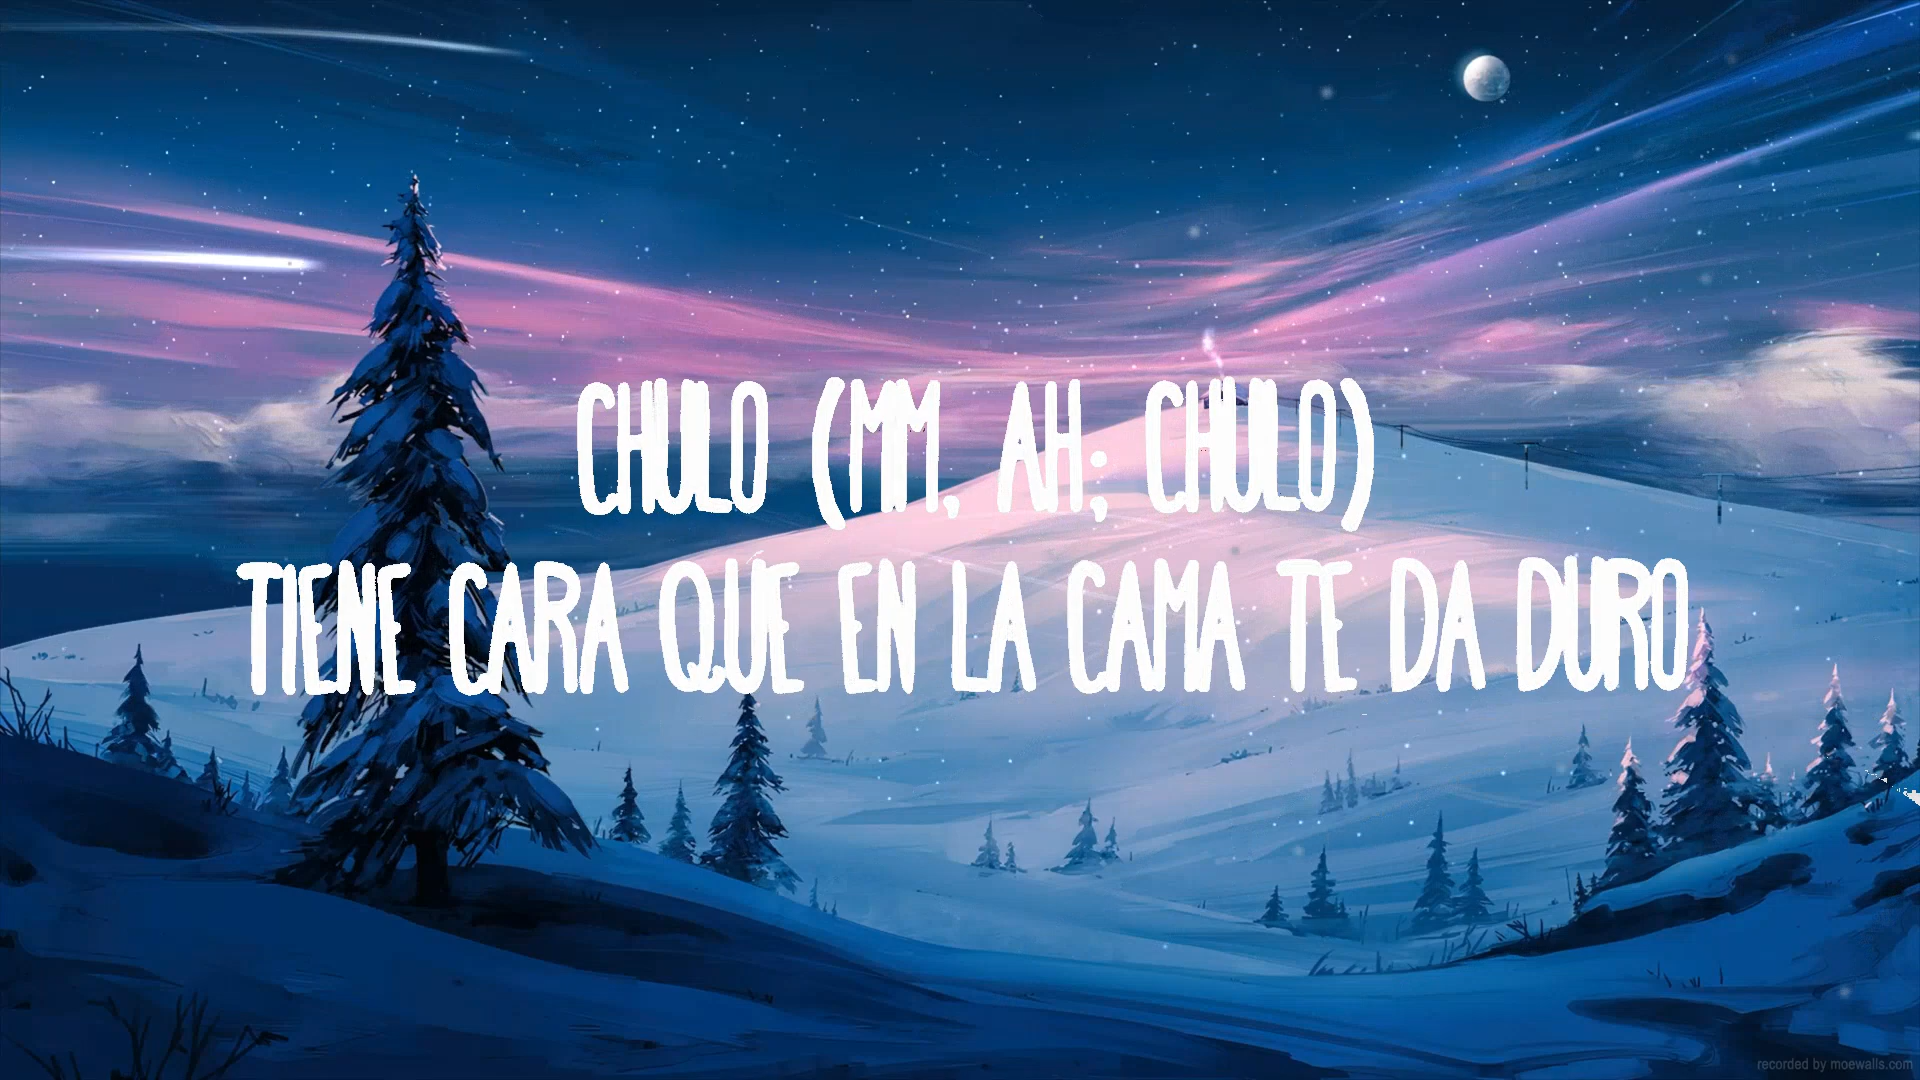 CHULO (MM, AH; CHULO)
TIENE CARA QUE EN LA CAMA TE DA DURO
recorded by moewalls.com